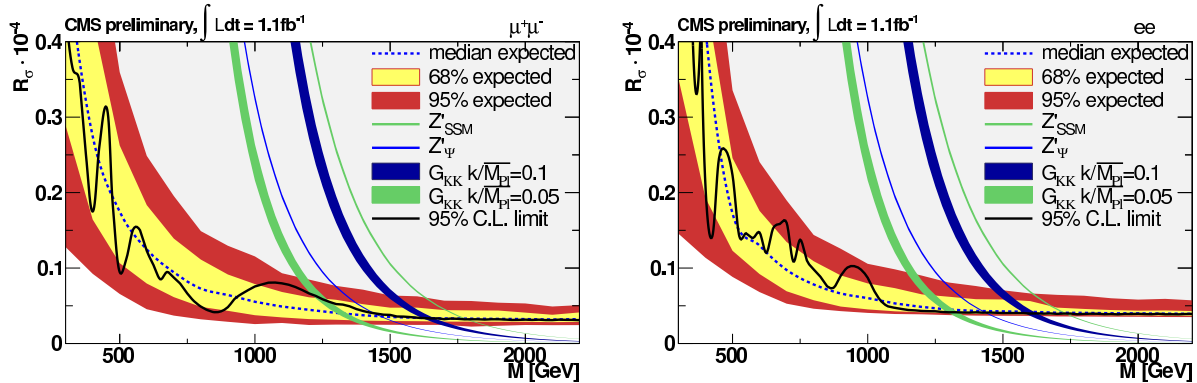 CMS preliminary, ∫ Ldt = 1.1fb⁻¹ μ⁺μ⁻
R_σ · 10⁻⁴
0.4
0.3
0.2
0.1
0
median expected
68% expected
95% expected
Z'_SSM
Z'_Ψ
G_KK k/M̅_Pl=0.1
G_KK k/M̅_Pl=0.05
95% C.L. limit
500 1000 1500 2000
M [GeV]
CMS preliminary, ∫ Ldt = 1.1fb⁻¹ ee
R_σ · 10⁻⁴
0.4
0.3
0.2
0.1
0
median expected
68% expected
95% expected
Z'_SSM
Z'_Ψ
G_KK k/M̅_Pl=0.1
G_KK k/M̅_Pl=0.05
95% C.L. limit
500 1000 1500 2000
M [GeV]